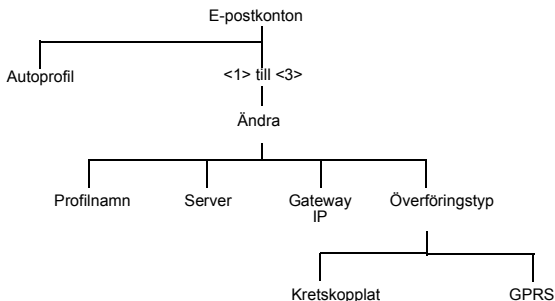 E-postkonton
Autoprofil
<1> till <3>
Ändra
Profilnamn
Server
Gateway
IP
Överföringstyp
Kretskopplat
GPRS